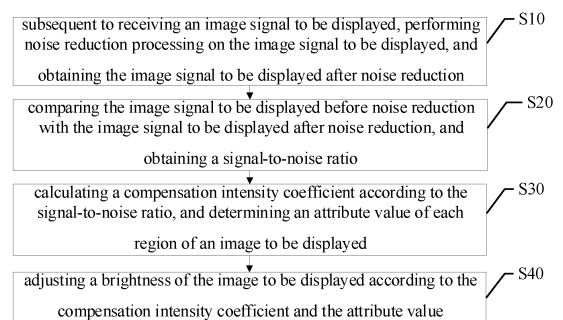 subsequent to receiving an image signal to be displayed, performing
S10
noise reduction processing on the image signal to be displayed, and
obtaining the image signal to be displayed after noise reduction
comparing the image signal to be displayed before noise reduction
S20
with the image signal to be displayed after noise reduction, and
obtaining a signal-to-noise ratio
calculating a compensation intensity coefficient according to the
S30
signal-to-noise ratio, and determining an attribute value of each
region of an image to be displayed
adjusting a brightness of the image to be displayed according to the
S40
compensation intensity coefficient and the attribute value